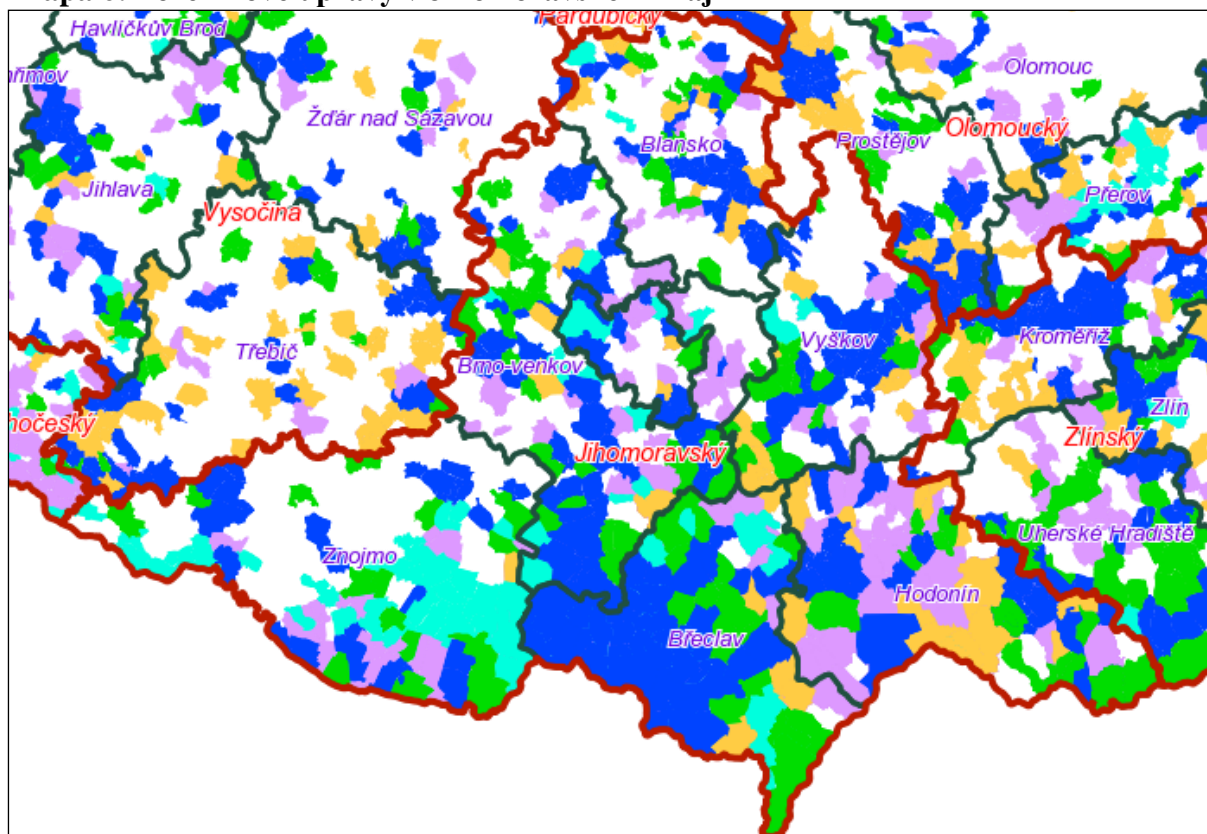 Pardubický
Havlíčkův Brod
Olomouc
Žďár nad Sázavou
Olomoucký
Blansko
Prostějov
Jihlava
Přerov
Vysočina
Třebíč
Brno-venkov
Vyškov
Kroměříž
Zlín
Jihomoravský
Zlínský
Znojmo
Uherské Hradiště
Hodonín
Břeclav